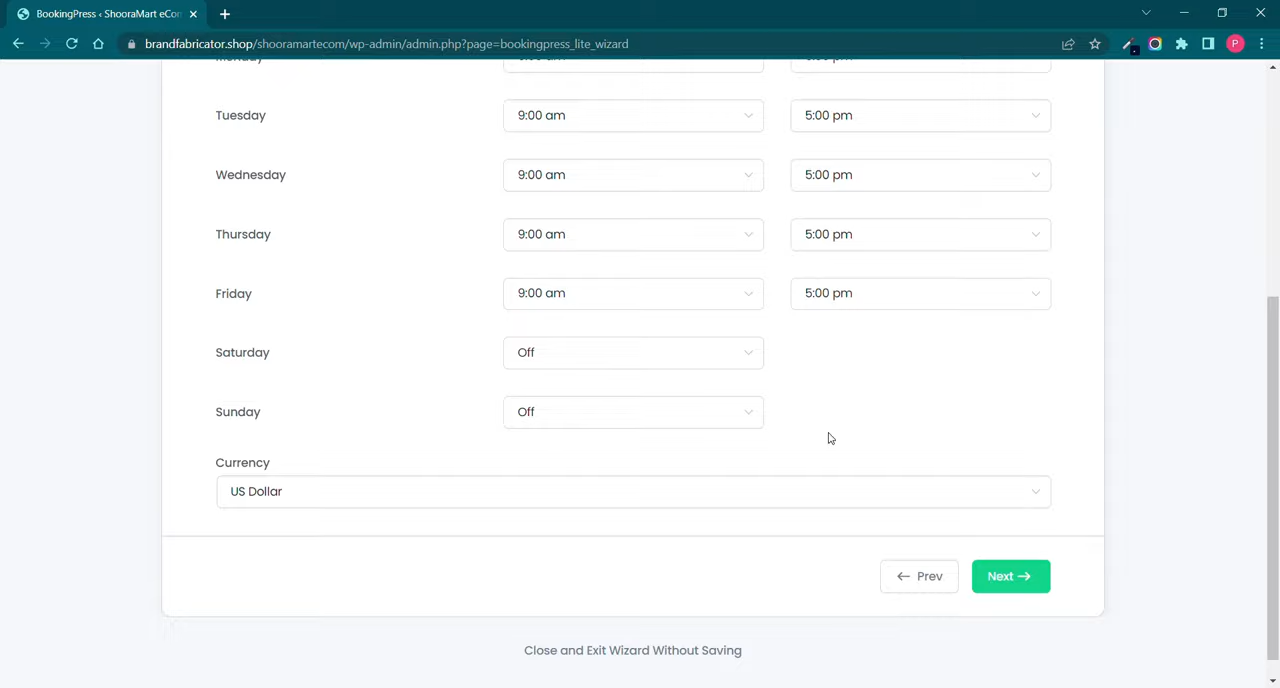 BookingPress ‹ ShooraMart eCon
brandfabricator.shop/shooramartecom/wp-admin/admin.php?page=bookingpress_lite_wizard
P
Monday
Tuesday 9:00 am 5:00 pm
Wednesday 9:00 am 5:00 pm
Thursday 9:00 am 5:00 pm
Friday 9:00 am 5:00 pm
Saturday Off
Sunday Off
Currency
US Dollar
← Prev Next →
Close and Exit Wizard Without Saving